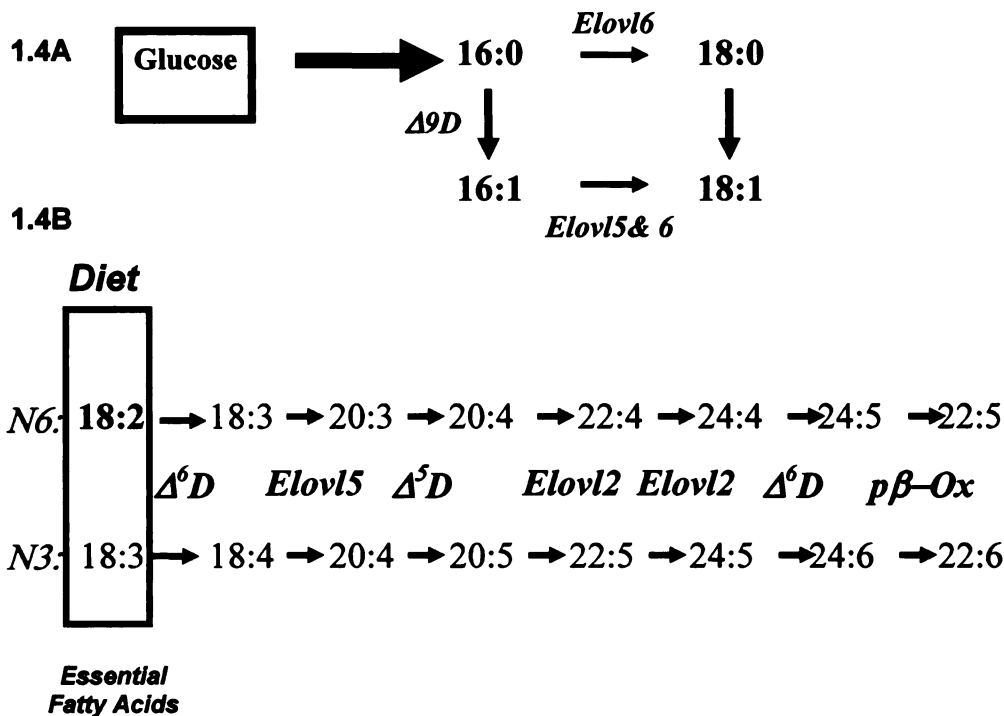 1.4A
Glucose
Elovl6
16:0 18:0
Δ9D
16:1 18:1
Elovl5& 6
1.4B
Diet
N6: 18:2 18:3 20:3 20:4 22:4 24:4 24:5 22:5
Δ⁶D Elovl5 Δ⁵D Elovl2 Elovl2 Δ⁶D pβ–Ox
N3: 18:3 18:4 20:4 20:5 22:5 24:5 24:6 22:6
Essential
Fatty Acids